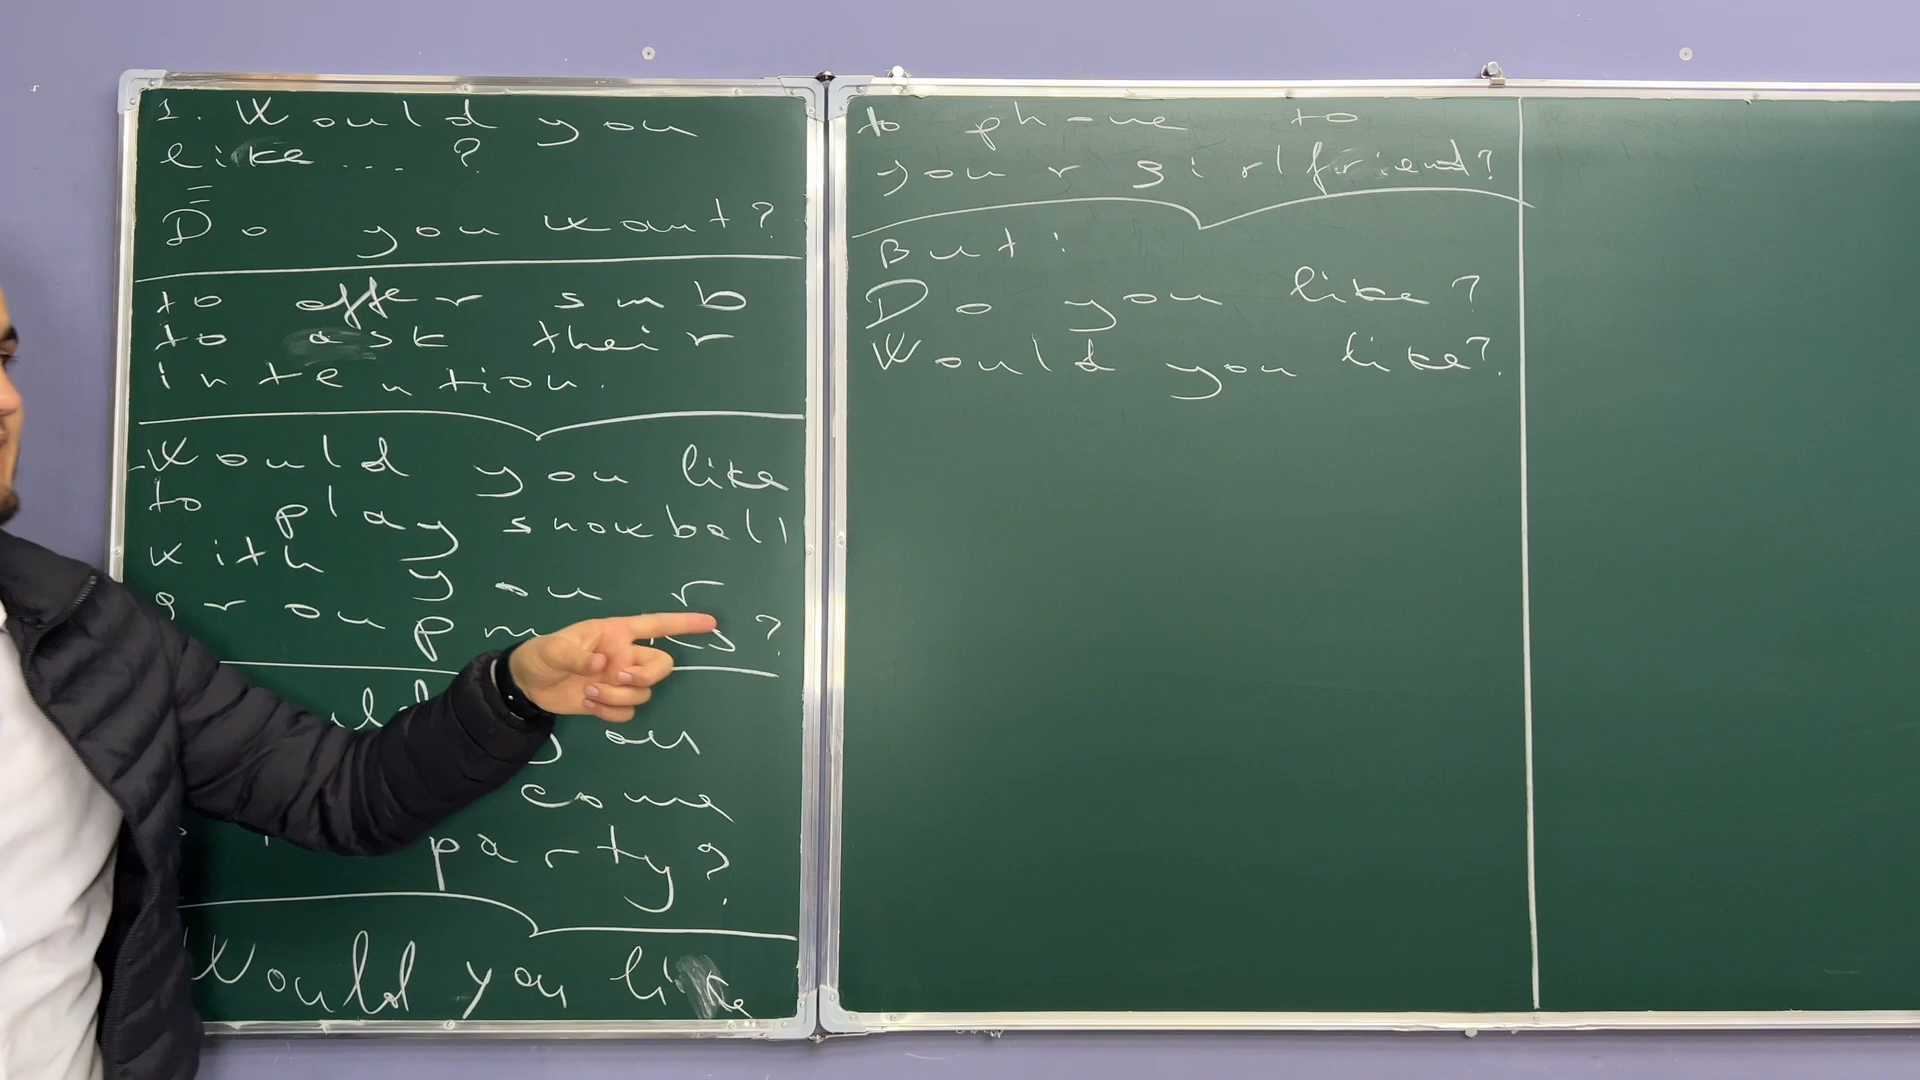 1. Would you
like... ?
=
Do you want?
to offer smb
to ask their
intention.
- Would you like
to play snowball
with your
?
you
come
party?
Would you like
to phone to
your girlfriend?
But:
Do you like?
Would you like?